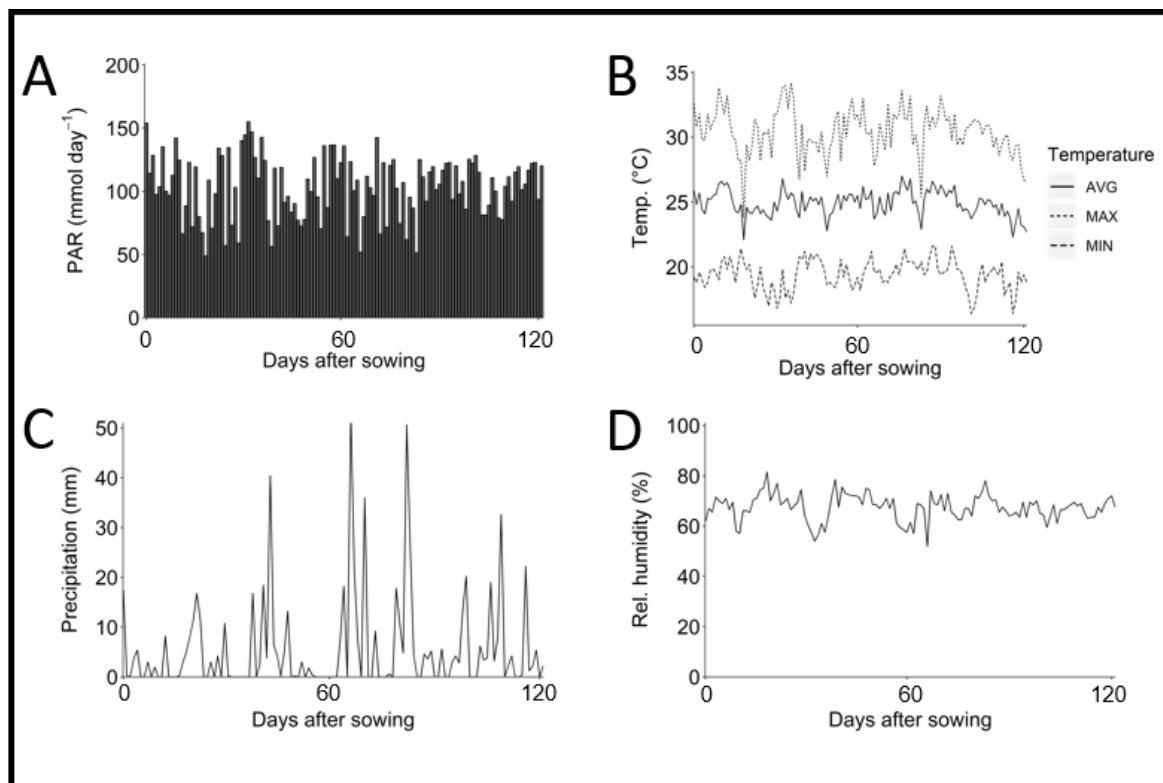 A
200
150
100
50
0
PAR (mmol day⁻¹)
0 60 120
Days after sowing
B
35
30
25
20
Temp. (°C)
0 60 120
Days after sowing
Temperature
AVG
MAX
MIN
C
50
40
30
20
10
0
Precipitation (mm)
0 60 120
Days after sowing
D
100
80
60
40
20
0
Rel. humidity (%)
0 60 120
Days after sowing